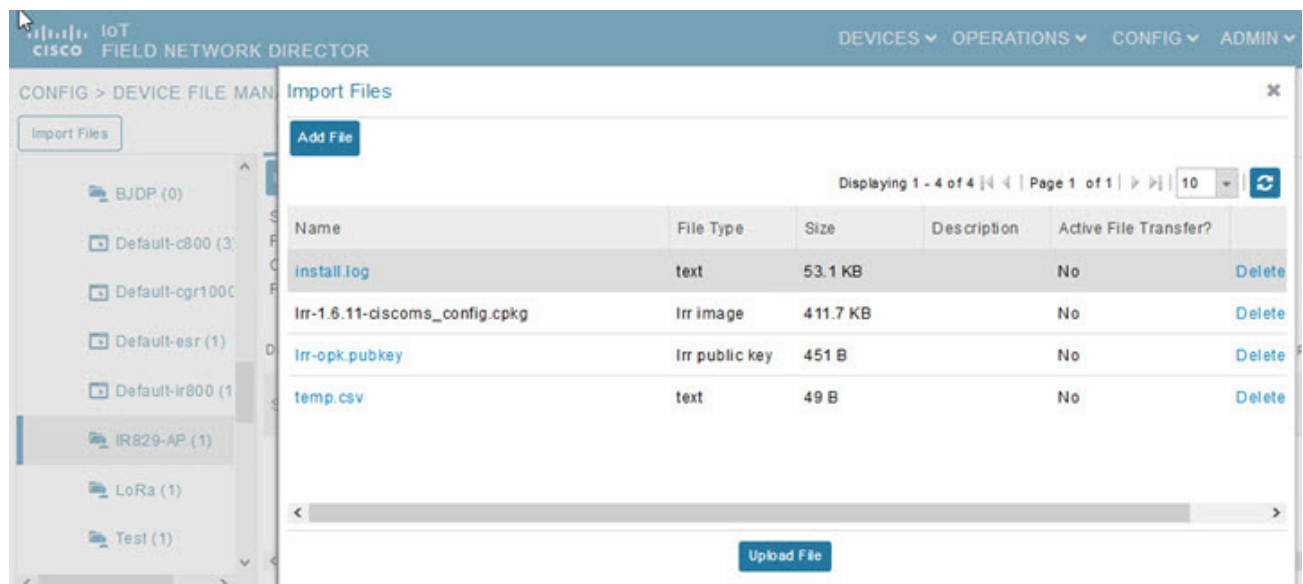 IoT
CISCO FIELD NETWORK DIRECTOR
DEVICES OPERATIONS CONFIG ADMIN
CONFIG > DEVICE FILE MAN
Import Files
Import Files
Add File
BJDP (0)
Default-c800 (3
Default-cgr1000
Default-esr (1)
Default-ir800 (1
IR829-AP (1)
LoRa (1)
Test (1)
Displaying 1 - 4 of 4 | Page 1 of 1 | 10
Name File Type Size Description Active File Transfer?
install.log text 53.1 KB No Delete
lrr-1.6.11-ciscoms_config.cpkg lrr image 411.7 KB No Delete
lrr-opk.pubkey lrr public key 451 B No Delete
temp.csv text 49 B No Delete
Upload File